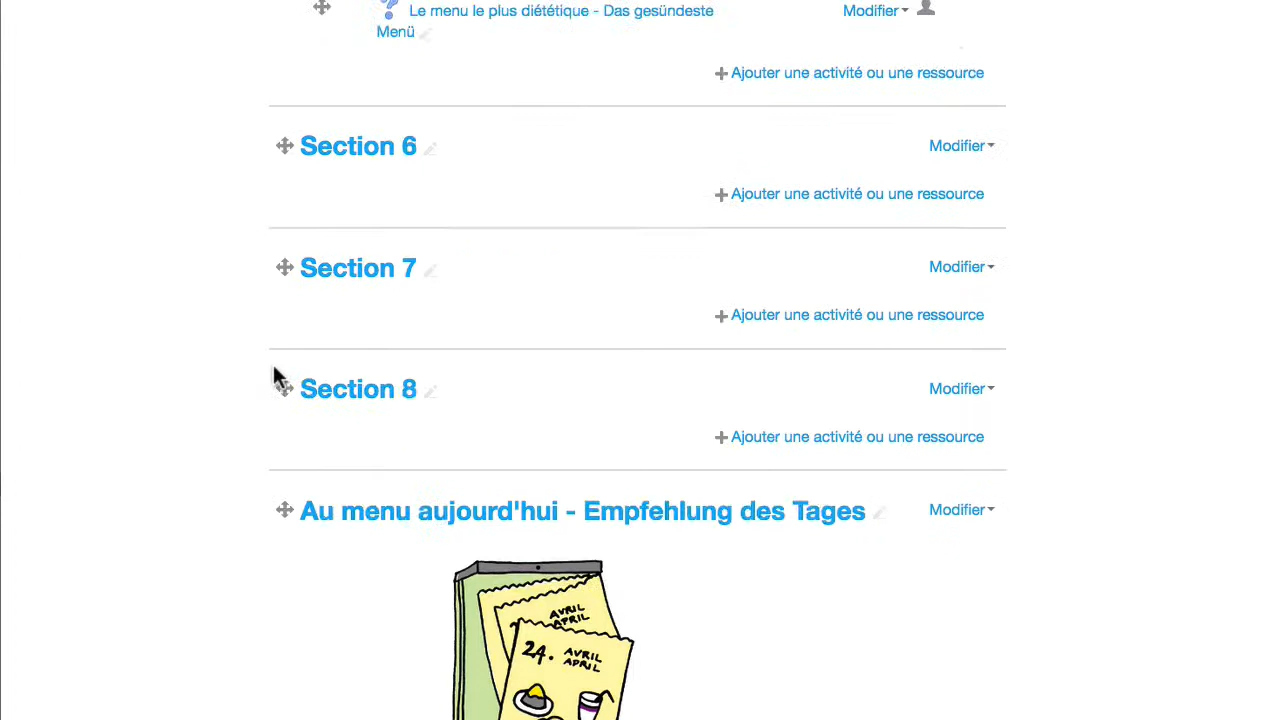 Le menu le plus diététique - Das gesündeste Modifier
Menü
Ajouter une activité ou une ressource
Section 6 Modifier
Ajouter une activité ou une ressource
Section 7 Modifier
Ajouter une activité ou une ressource
Section 8 Modifier
Ajouter une activité ou une ressource
Au menu aujourd'hui - Empfehlung des Tages Modifier
AVRIL
APRIL
24. AVRIL
APRIL